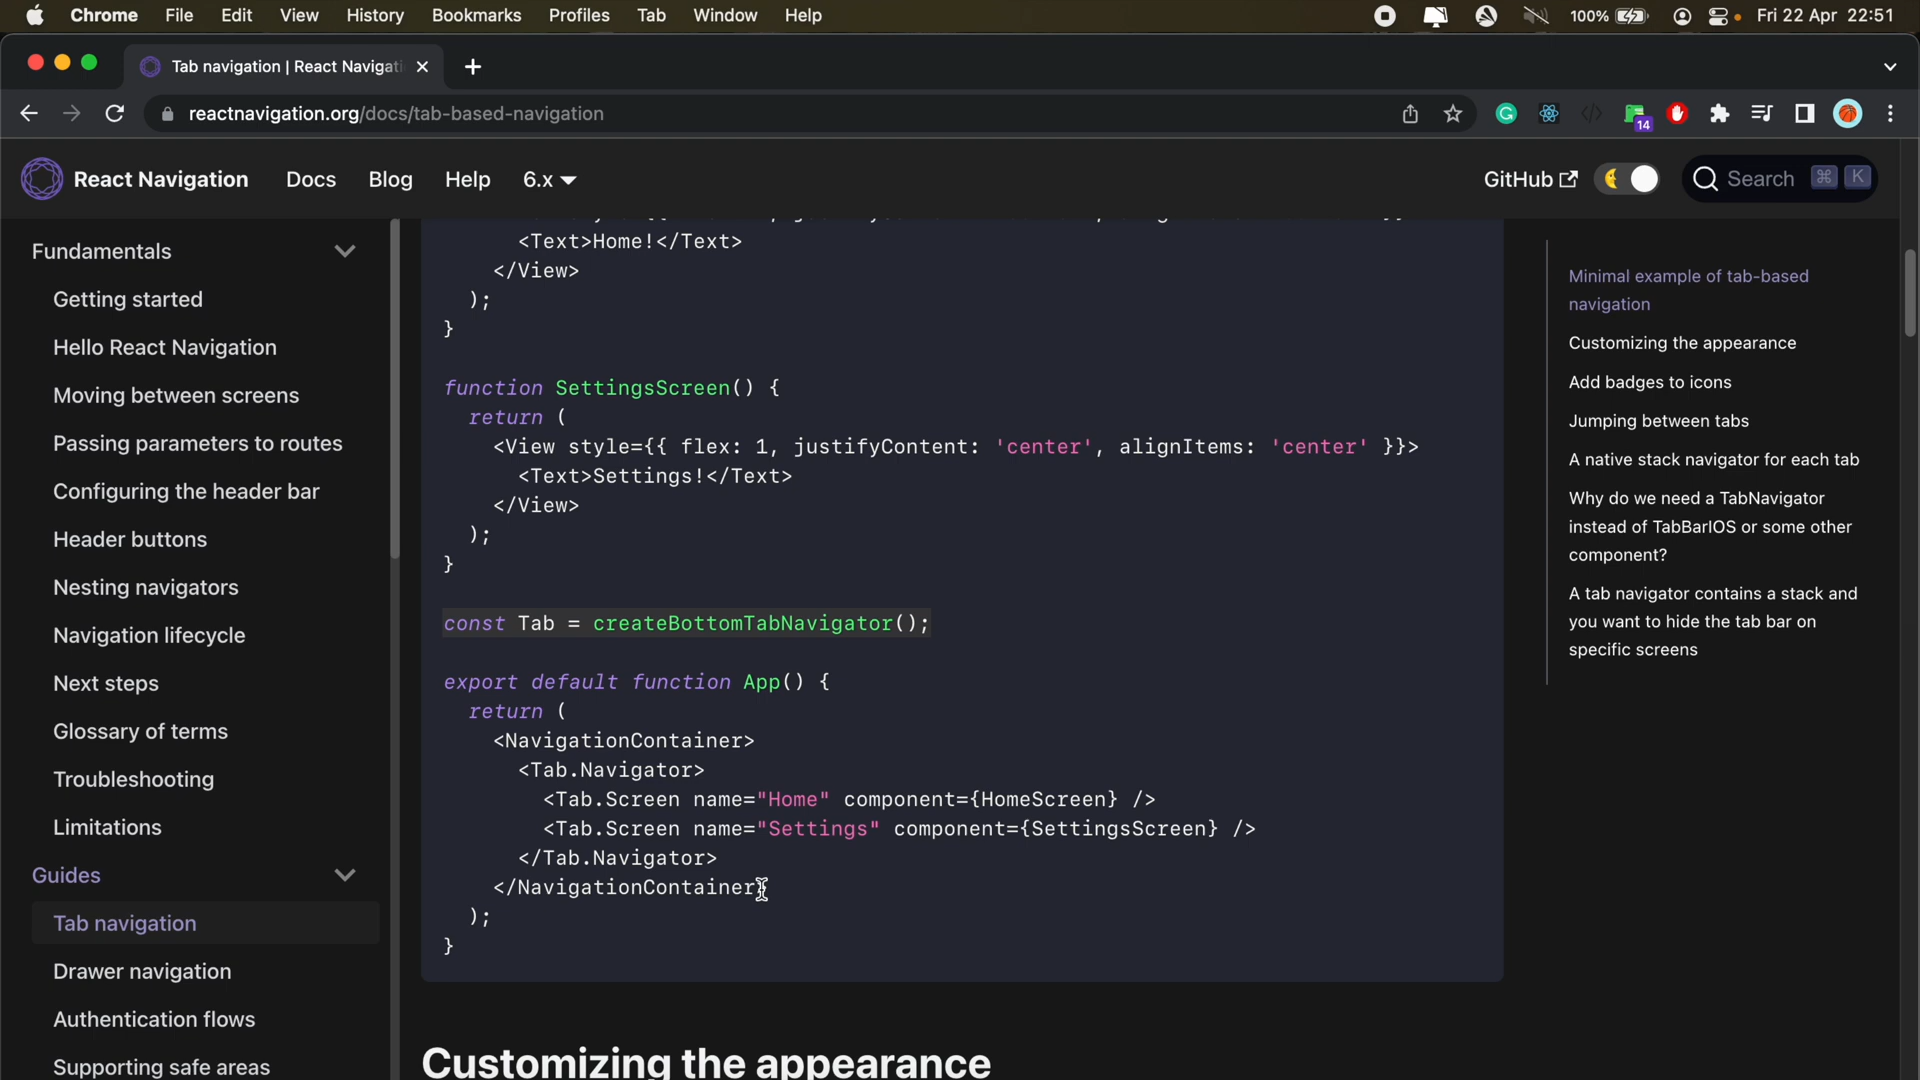 Chrome File Edit View History Bookmarks Profiles Tab Window Help 100% Fri 22 Apr 22:51
Tab navigation | React Navigati
reactnavigation.org/docs/tab-based-navigation
14
React Navigation Docs Blog Help 6.x GitHub Search ⌘ K
Fundamentals
Getting started
Hello React Navigation
Moving between screens
Passing parameters to routes
Configuring the header bar
Header buttons
Nesting navigators
Navigation lifecycle
Next steps
Glossary of terms
Troubleshooting
Limitations
Guides
Tab navigation
Drawer navigation
Authentication flows
Supporting safe areas
<Text>Home!</Text>
</View>
);
}
function SettingsScreen() {
return (
<View style={{ flex: 1, justifyContent: 'center', alignItems: 'center' }}>
<Text>Settings!</Text>
</View>
);
}
const Tab = createBottomTabNavigator();
export default function App() {
return (
<NavigationContainer>
<Tab.Navigator>
<Tab.Screen name="Home" component={HomeScreen} />
<Tab.Screen name="Settings" component={SettingsScreen} />
</Tab.Navigator>
</NavigationContainer>
);
}
Customizing the appearance
Minimal example of tab-based
navigation
Customizing the appearance
Add badges to icons
Jumping between tabs
A native stack navigator for each tab
Why do we need a TabNavigator
instead of TabBarIOS or some other
component?
A tab navigator contains a stack and
you want to hide the tab bar on
specific screens